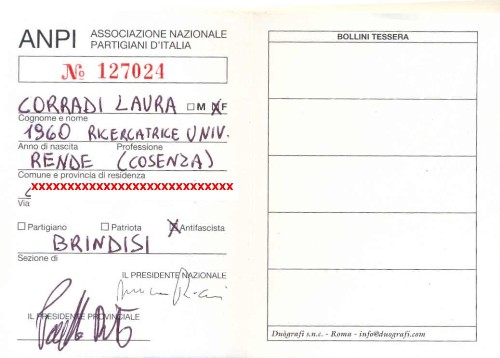 ANPI ASSOCIAZIONE NAZIONALE
PARTIGIANI D'ITALIA
№ 127024
CORRADI LAURA M F
Cognome e nome
1960 RICERCATRICE UNIV.
Anno di nascita Professione
RENDE (COSENZA)
Comune e provincia di residenza
xxxxxxxxxxxxxxxxxxxxxxxxxxxx
Via
Partigiano Patriota Antifascista
BRINDISI
Sezione di
IL PRESIDENTE NAZIONALE
IL PRESIDENTE PROVINCIALE
BOLLINI TESSERA
Duògrafi s.n.c. - Roma - info@duografi.com